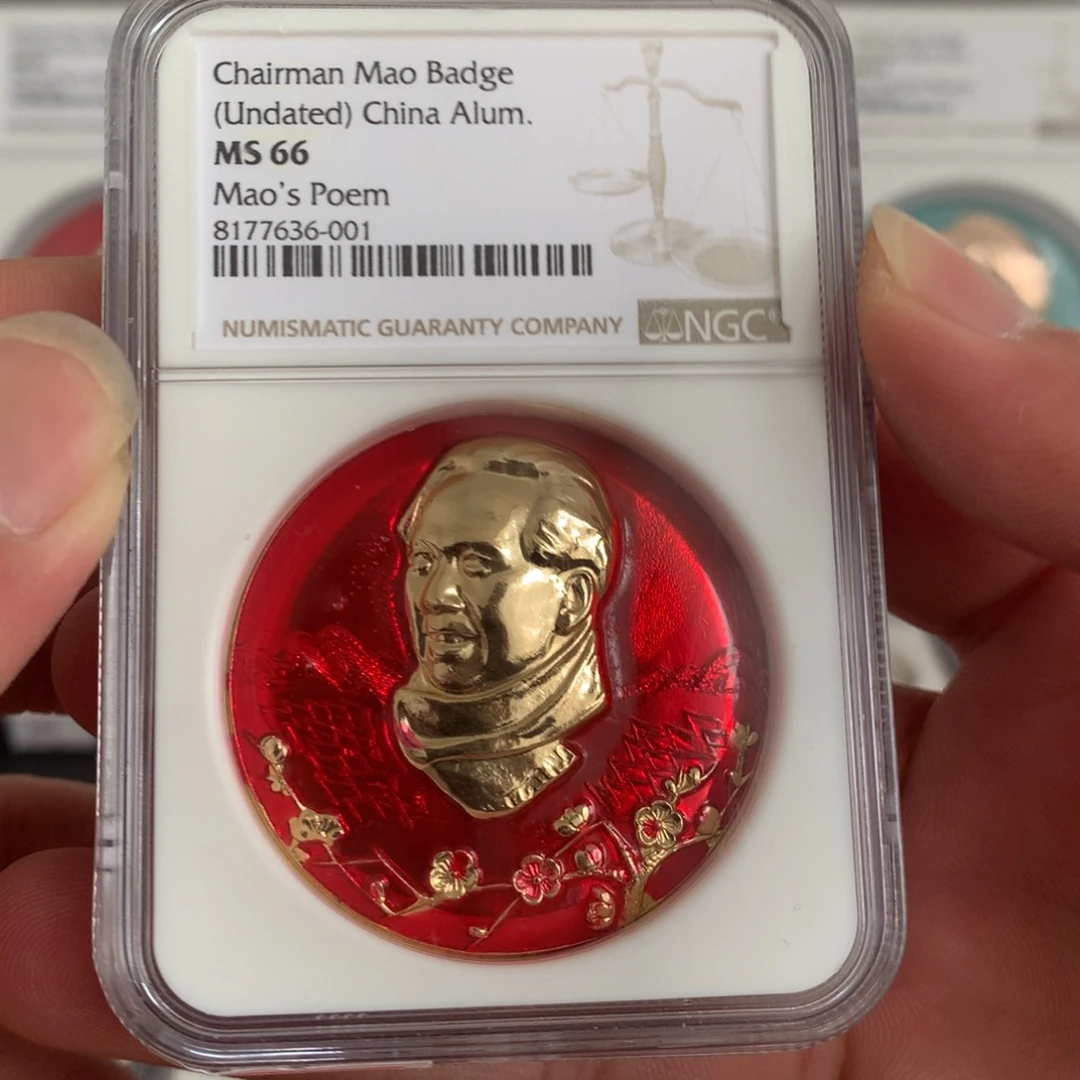 Chairman Mao Badge
(Undated) China Alum.
MS 66
Mao's Poem
8177636-001
NUMISMATIC GUARANTY COMPANY NGC